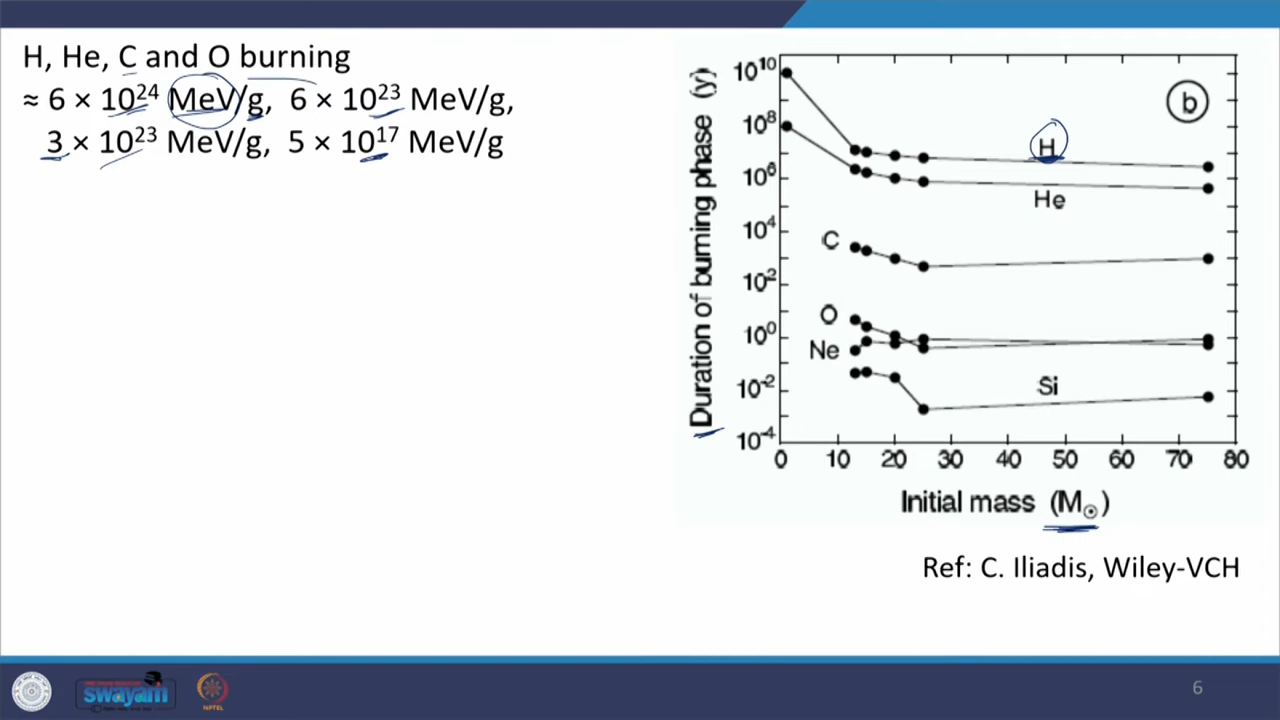 H, He, C and O burning
≈ 6 × 10²⁴ MeV/g, 6 × 10²³ MeV/g,
3 × 10²³ MeV/g, 5 × 10¹⁷ MeV/g
Duration of burning phase (y)
10¹⁰
10⁸
10⁶
10⁴
10²
10⁰
10⁻²
10⁻⁴
b
H
He
C
O
Ne
Si
0 10 20 30 40 50 60 70 80
Initial mass (M☉)
Ref: C. Iliadis, Wiley-VCH
swayam
NPTEL
6